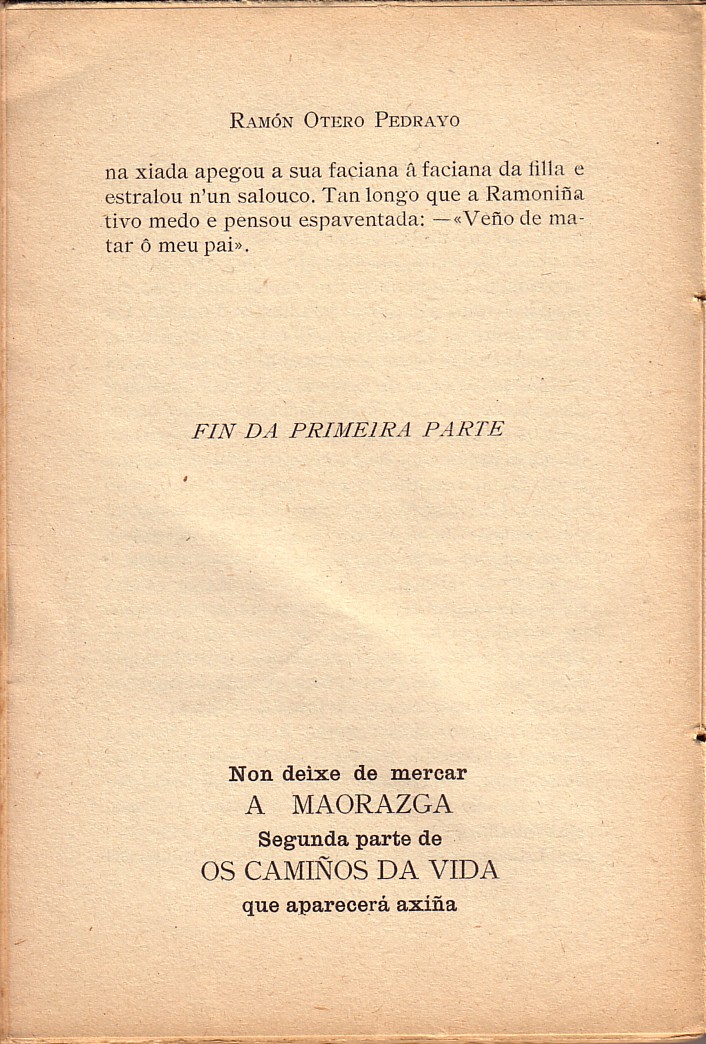 Ramón Otero Pedrayo
na xiada apegou a sua faciana â faciana da filla e
estralou n'un salouco. Tan longo que a Ramoniña
tivo medo e pensou espaventada: —«Veño de ma-
tar ô meu pai».
FIN DA PRIMEIRA PARTE
Non deixe de mercar
A MAORAZGA
Segunda parte de
OS CAMIÑOS DA VIDA
que aparecerá axíña